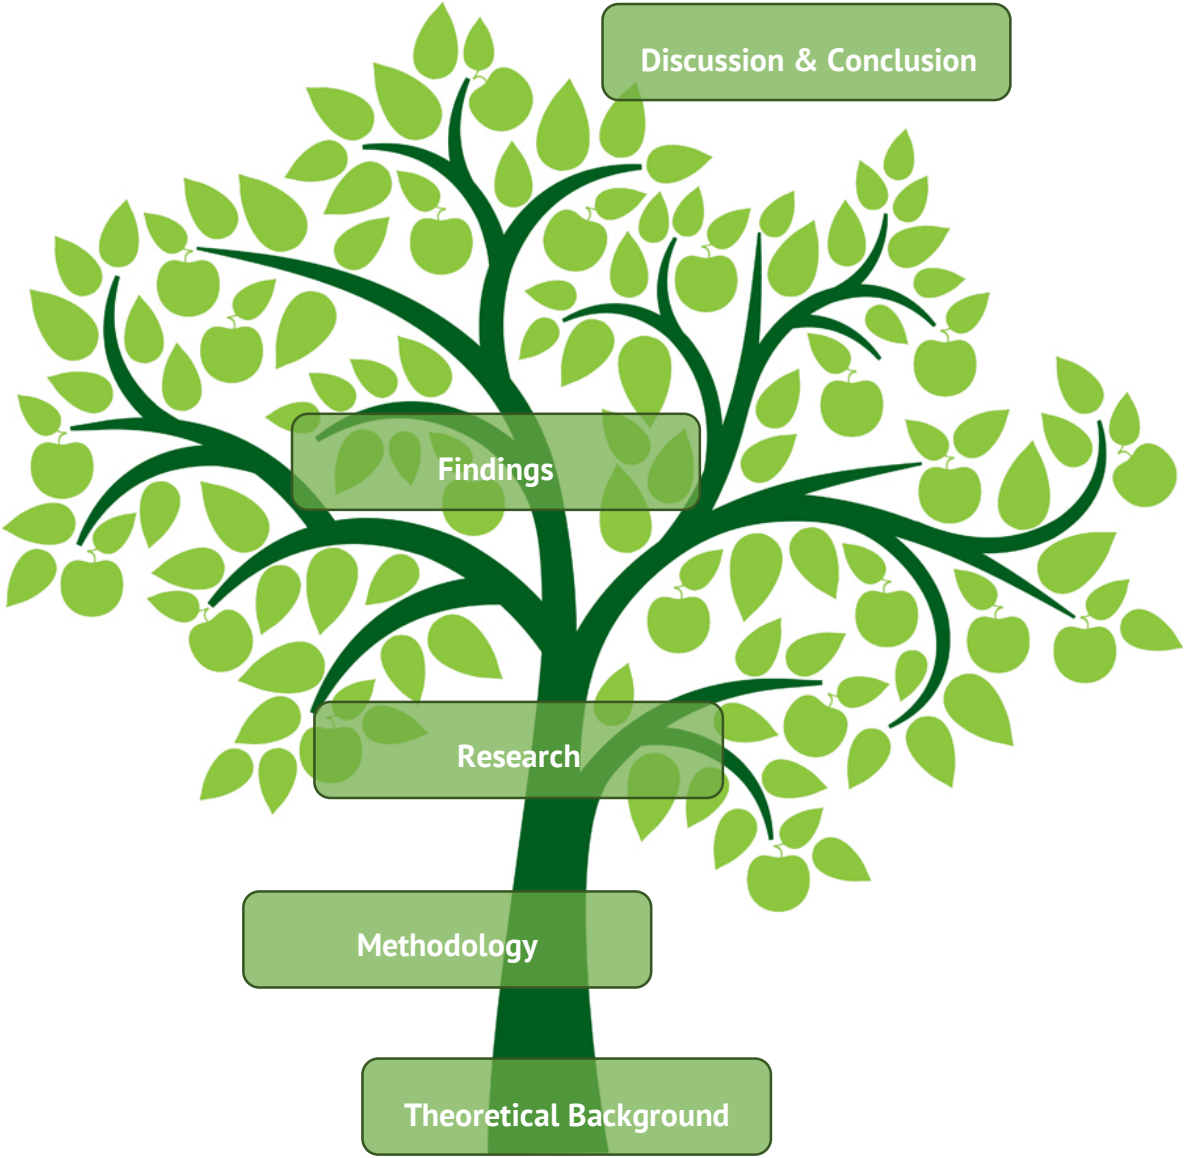 Discussion & Conclusion
Findings
Research
Methodology
Theoretical Background